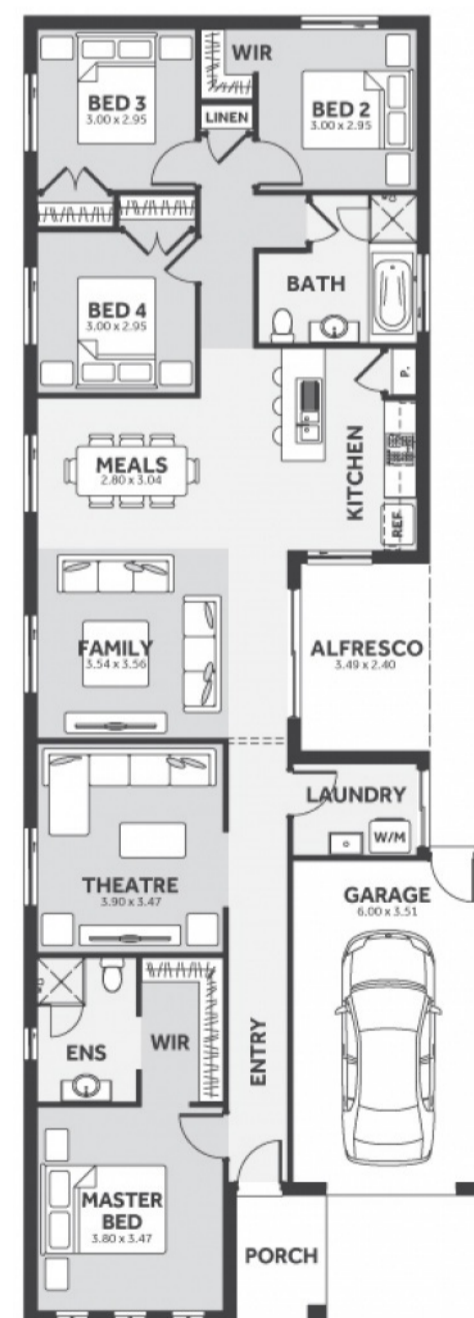 WIR
BED 3
3.00 x 2.95
LINEN
BED 2
3.00 x 2.95
BATH
BED 4
3.00 x 2.95
P.
KITCHEN
MEALS
2.80 x 3.04
REF
FAMILY
3.54 x 3.56
ALFRESCO
3.49 x 2.40
LAUNDRY
W/M
THEATRE
3.90 x 3.47
GARAGE
6.00 x 3.51
ENS
WIR
ENTRY
MASTER
BED
3.80 x 3.47
PORCH